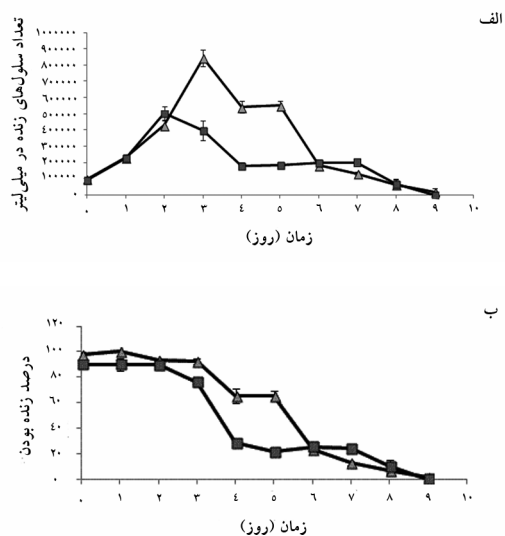 الف
تعداد سلول‌های زنده در میلی‌لیتر
۱۰۰۰۰۰۰
۹۰۰۰۰۰
۸۰۰۰۰۰
۷۰۰۰۰۰
۶۰۰۰۰۰
۵۰۰۰۰۰
۴۰۰۰۰۰
۳۰۰۰۰۰
۲۰۰۰۰۰
۱۰۰۰۰۰
۰
۰ ۱ ۲ ۳ ۴ ۵ ۶ ۷ ۸ ۹ ۱۰
زمان (روز)
ب
درصد زنده بودن
۱۲۰
۱۰۰
۸۰
۶۰
۴۰
۲۰
۰
۰ ۱ ۲ ۳ ۴ ۵ ۶ ۷ ۸ ۹ ۱۰
زمان (روز)